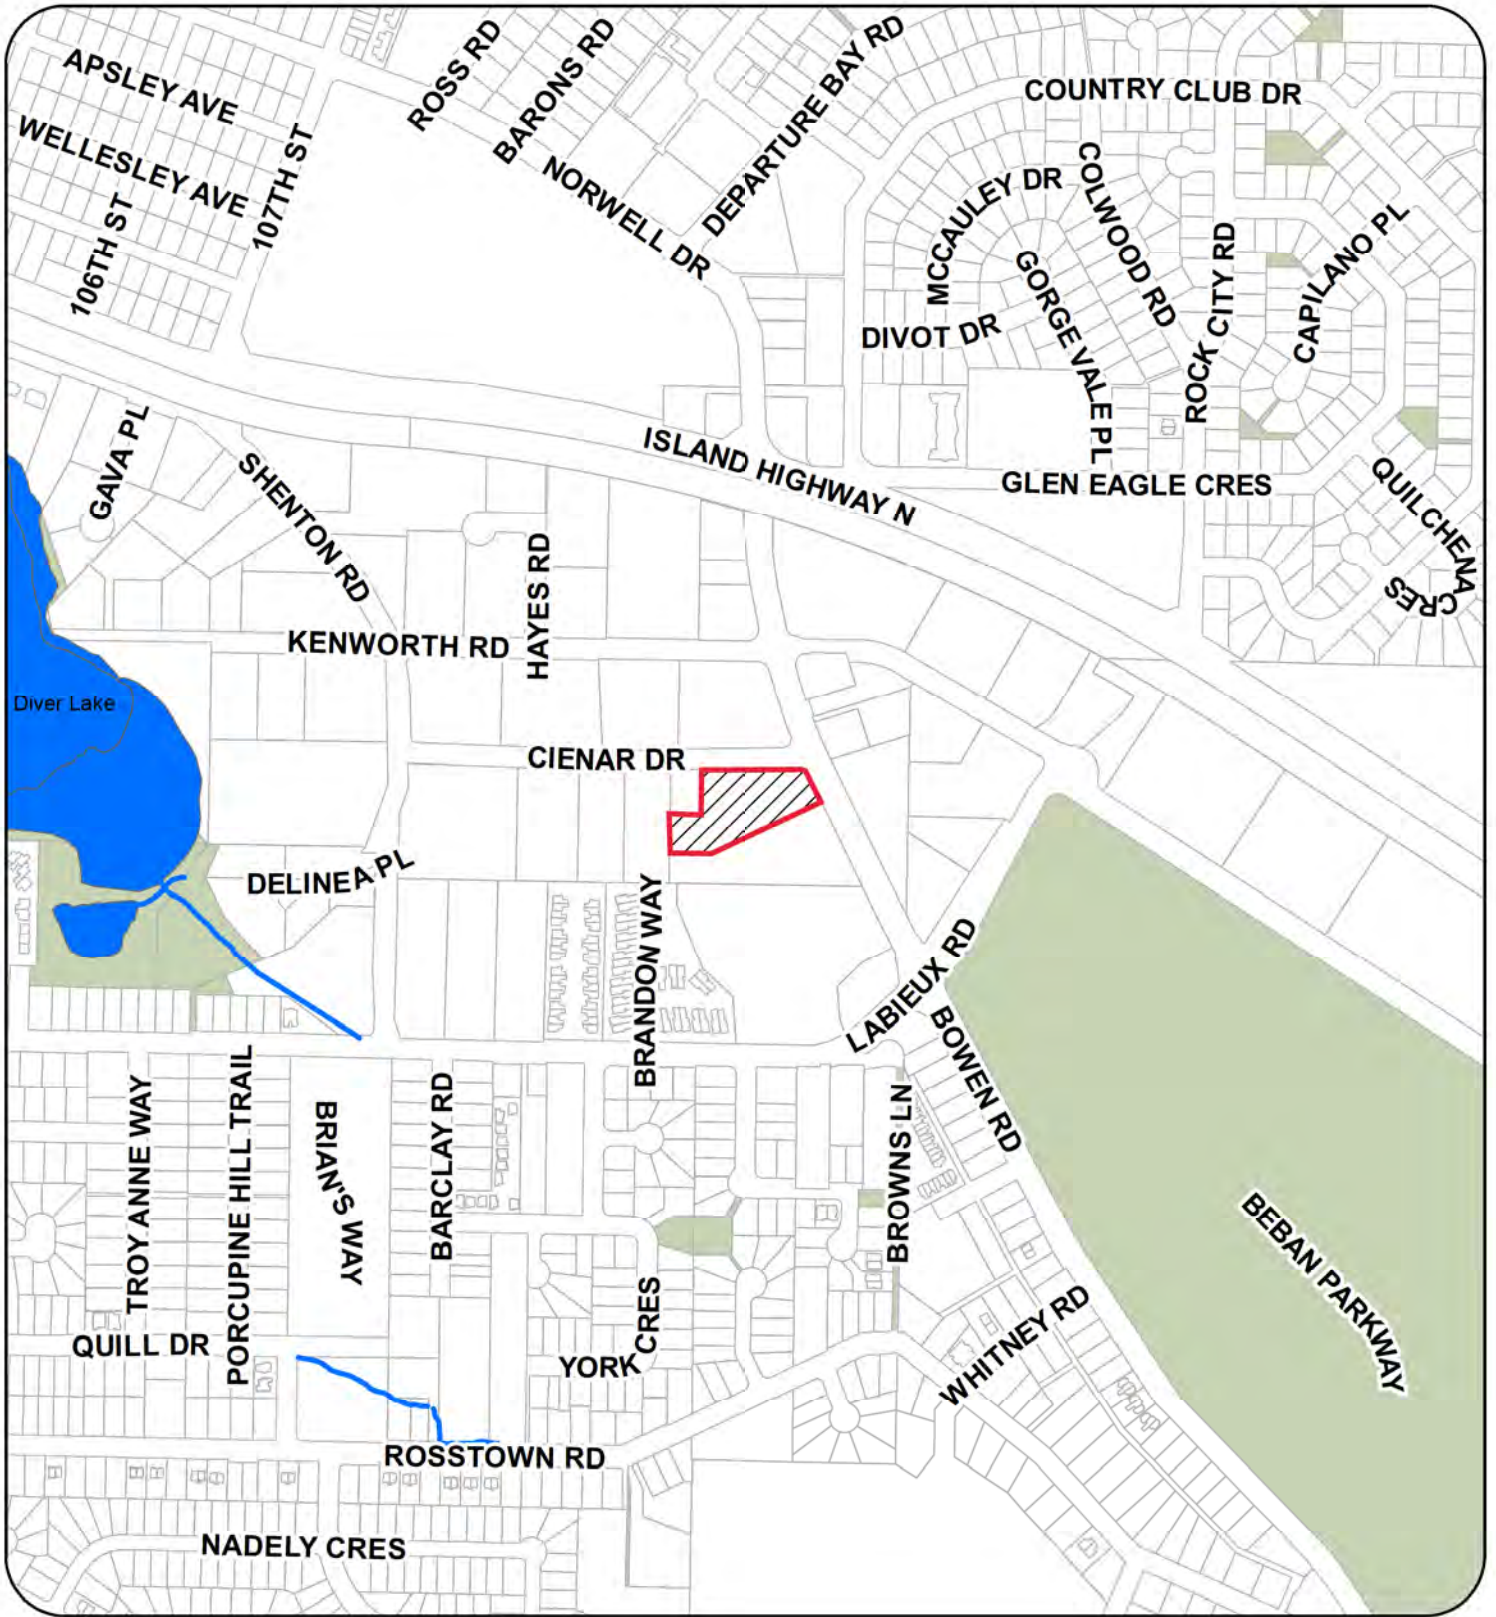 APSLEY AVE
WELLESLEY AVE
106TH ST
107TH ST
ROSS RD
BARONS RD
NORWELL DR
DEPARTURE BAY RD
COUNTRY CLUB DR
MCCAULEY DR
COLWOOD RD
GORGE VALE PL
DIVOT DR
ROCK CITY RD
CAPILANO PL
GAVA PL
SHENTON RD
ISLAND HIGHWAY N
GLEN EAGLE CRES
QUILCHENA
CRES
HAYES RD
KENWORTH RD
Diver Lake
CIENAR DR
DELINEA PL
BRANDON WAY
LABIEUX RD
BOWEN RD
TROY ANNE WAY
PORCUPINE HILL TRAIL
BRIAN'S WAY
BARCLAY RD
BROWNS LN
BEBAN PARKWAY
QUILL DR
YORK CRES
WHITNEY RD
ROSSTOWN RD
NADELY CRES